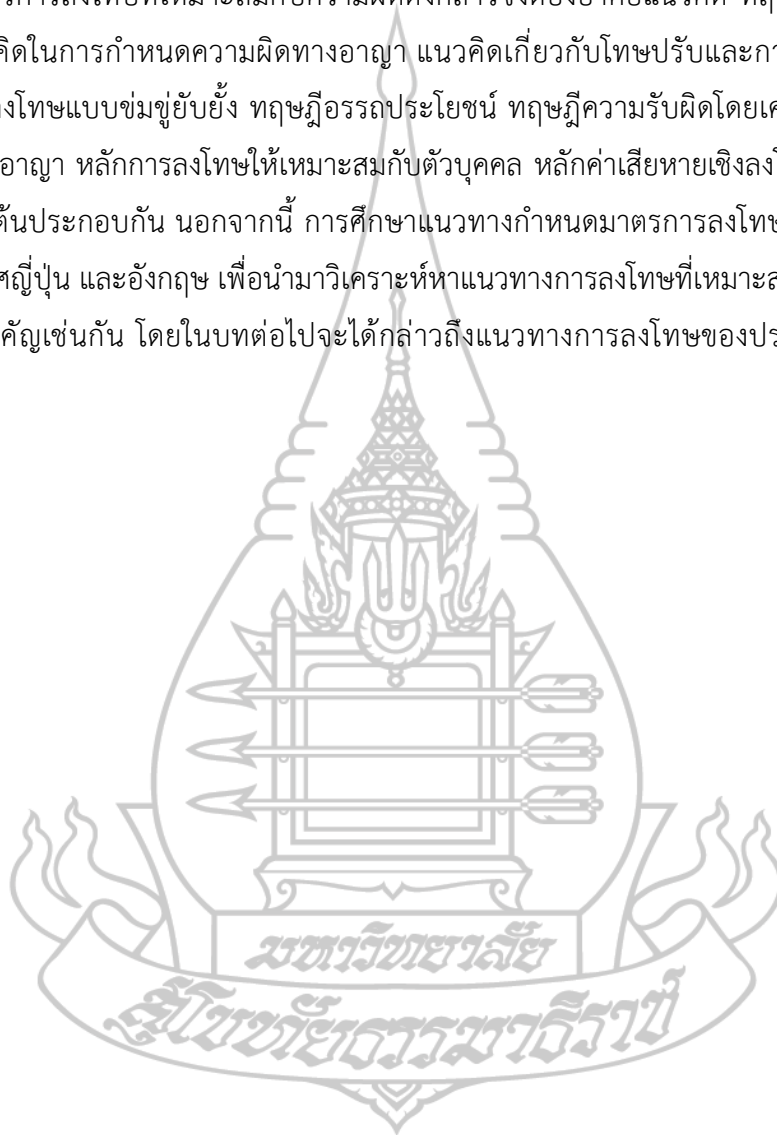 การลงโทษที่เหมาะสมกับความผิดดังกล่าวจึงต้องอาศัยแนวคิด
คิดในการกำหนดความผิดทางอาญา แนวคิดเกี่ยวกับโทษปรับและ
งโทษแบบข่มขู่ยับยั้ง ทฤษฎีอรรถประโยชน์ ทฤษฎีความรับผิดโดย
อาญา หลักการลงโทษให้เหมาะสมกับตัวบุคคล หลักค่าเสียหายเชิง
ต้นประกอบกัน นอกจากนี้ การศึกษาแนวทางกำหนดมาตรการลงโทษ
ศญี่ปุ่น และอังกฤษ เพื่อนำมาวิเคราะห์หาแนวทางการลงโทษที่เหมาะส
คัญเช่นกัน โดยในบทต่อไปจะได้กล่าวถึงแนวทางการลงโทษของประ
มหาวิทยาลัย
สุโขทัยธรรมาธิราช